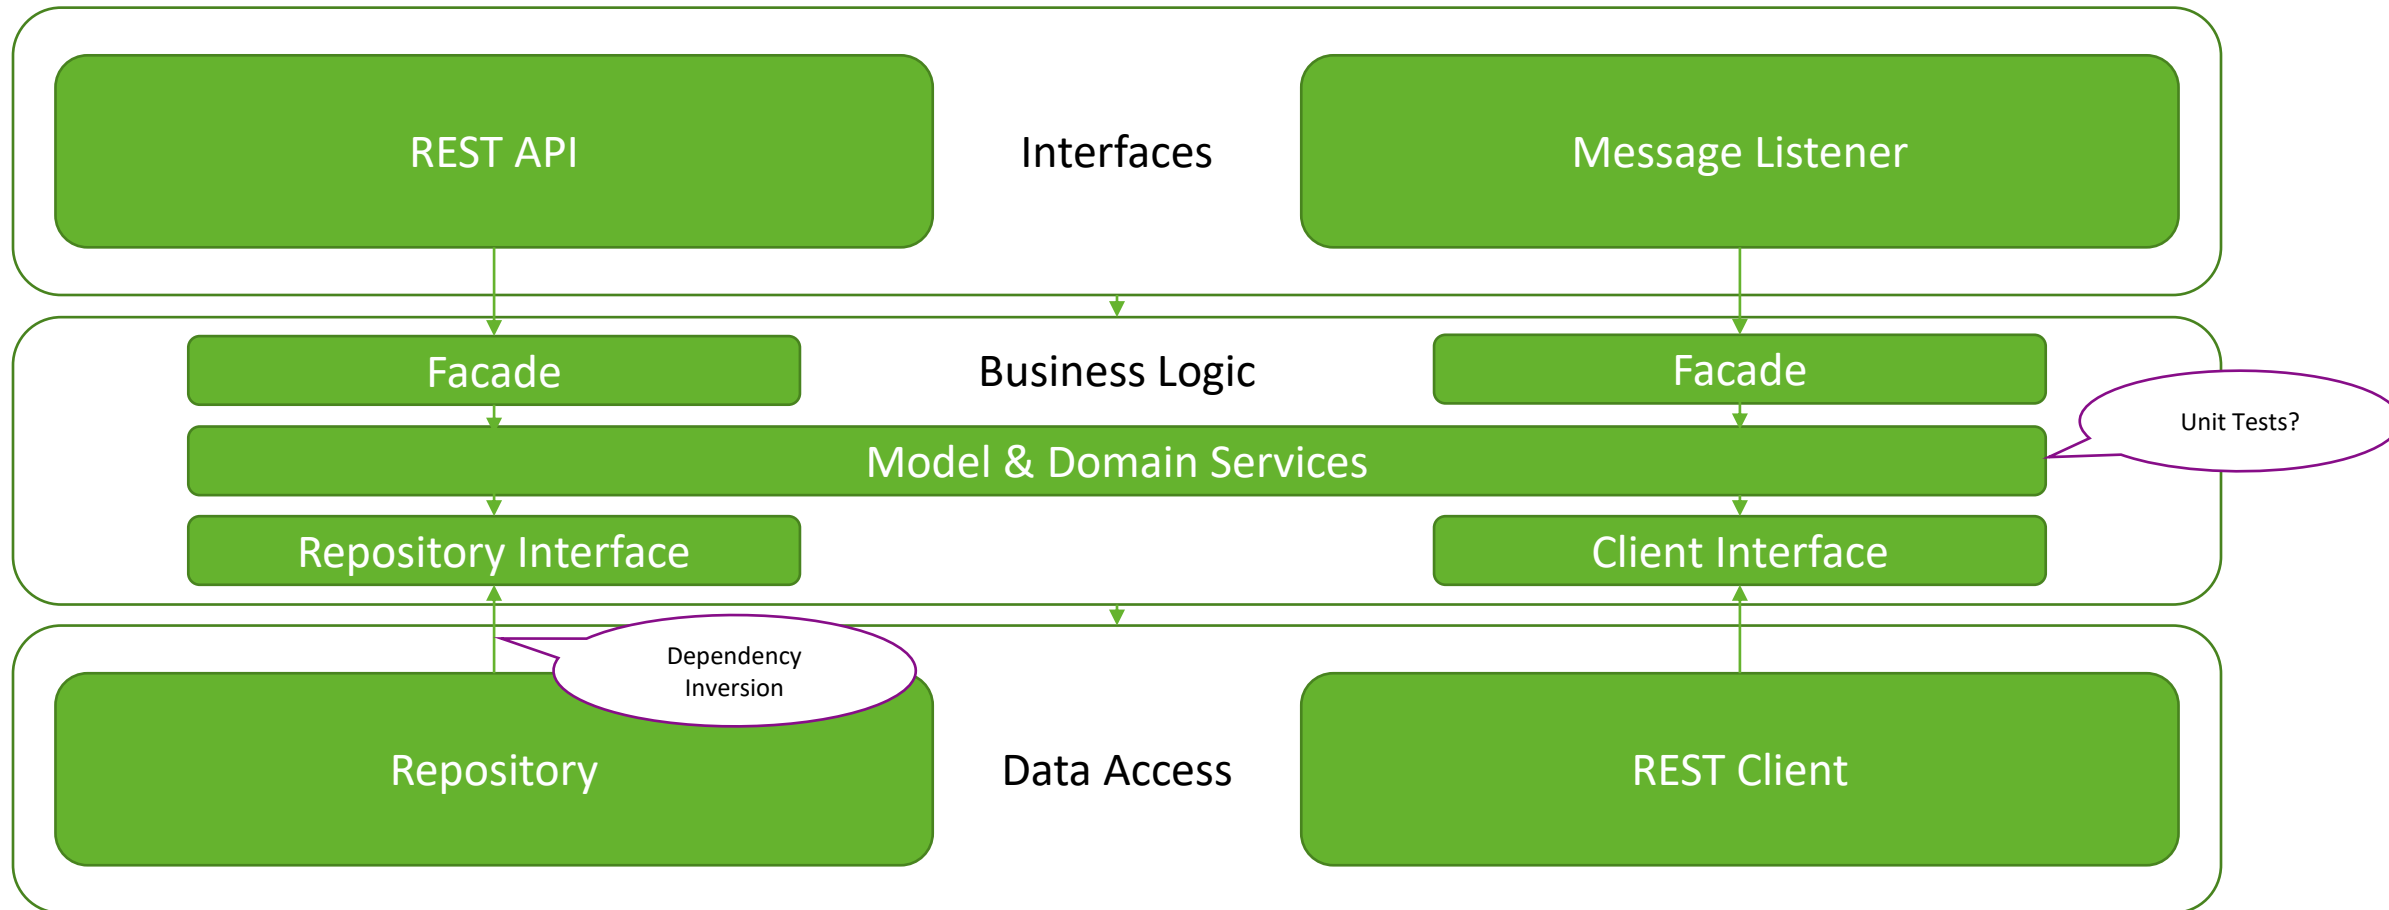 REST API
Interfaces
Message Listener
Facade
Business Logic
Facade
Unit Tests?
Model & Domain Services
Repository Interface
Client Interface
Dependency
Inversion
Repository
Data Access
REST Client